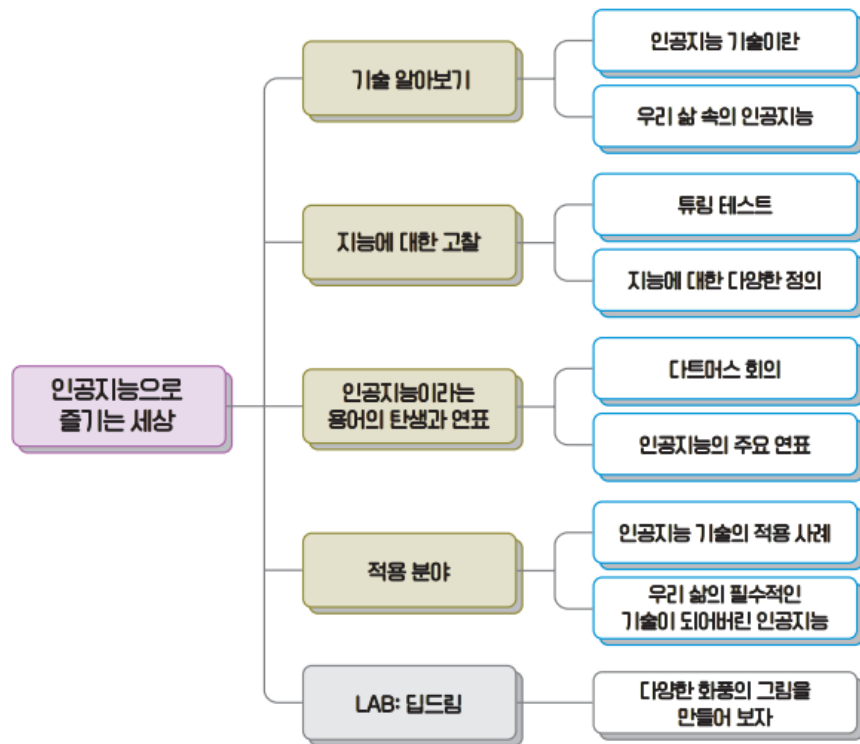 기술 알아보기
인공지능 기술이란
우리 삶 속의 인공지능
지능에 대한 고찰
튜링 테스트
지능에 대한 다양한 정의
인공지능으로
즐기는 세상
인공지능이라는
용어의 탄생과 연표
다트머스 회의
인공지능의 주요 연표
적용 분야
인공지능 기술의 적용 사례
우리 삶의 필수적인
기술이 되어버린 인공지능
LAB: 딥드림
다양한 화풍의 그림을
만들어 보자